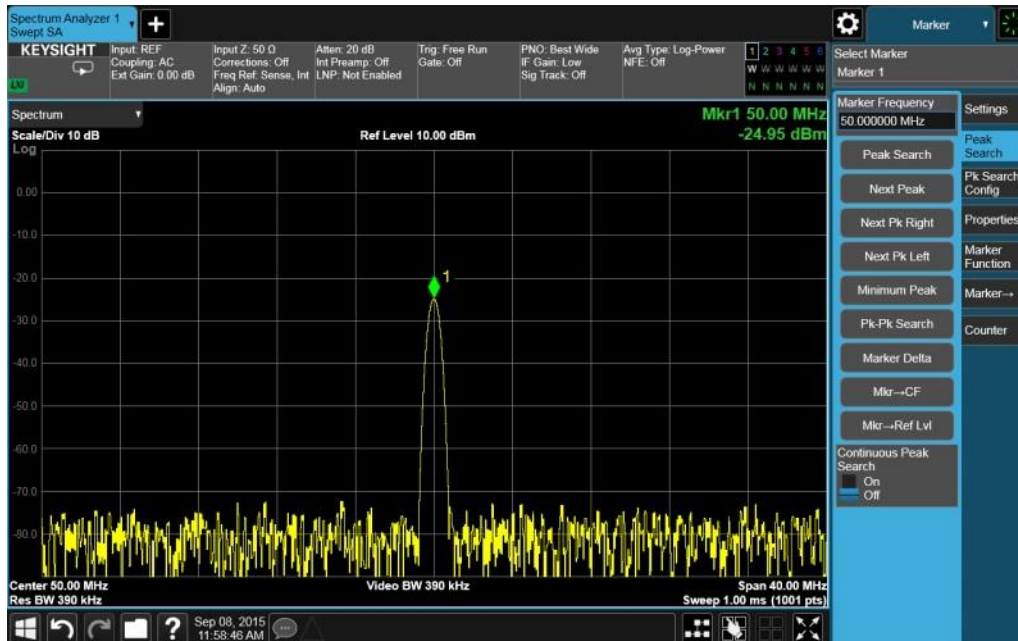 Spectrum Analyzer 1
Swept SA
+
Marker
KEYSIGHT
LXI
Input: REF
Coupling: AC
Ext Gain: 0.00 dB
Input Z: 50 Ω
Corrections: Off
Freq Ref: Sense, Int
Align: Auto
Atten: 20 dB
Int Preamp: Off
LNP: Not Enabled
Trig: Free Run
Gate: Off
PNO: Best Wide
IF Gain: Low
Sig Track: Off
Avg Type: Log-Power
NFE: Off
1 2 3 4 5 6
W W W W W W
N N N N N N
Select Marker
Marker 1
Spectrum
Scale/Div 10 dB
Ref Level 10.00 dBm
Mkr1 50.00 MHz
-24.95 dBm
Log
0.00
-10.0
-20.0
-30.0
-40.0
-50.0
-60.0
-70.0
-80.0
1
Center 50.00 MHz
Res BW 390 kHz
Video BW 390 kHz
Span 40.00 MHz
Sweep 1.00 ms (1001 pts)
Marker Frequency
50.000000 MHz
Peak Search
Next Peak
Next Pk Right
Next Pk Left
Minimum Peak
Pk-Pk Search
Marker Delta
Mkr→CF
Mkr→Ref Lvl
Continuous Peak
Search
On
Off
Settings
Peak
Search
Pk Search
Config
Properties
Marker
Function
Marker→
Counter
?
Sep 08, 2015
11:58:46 AM